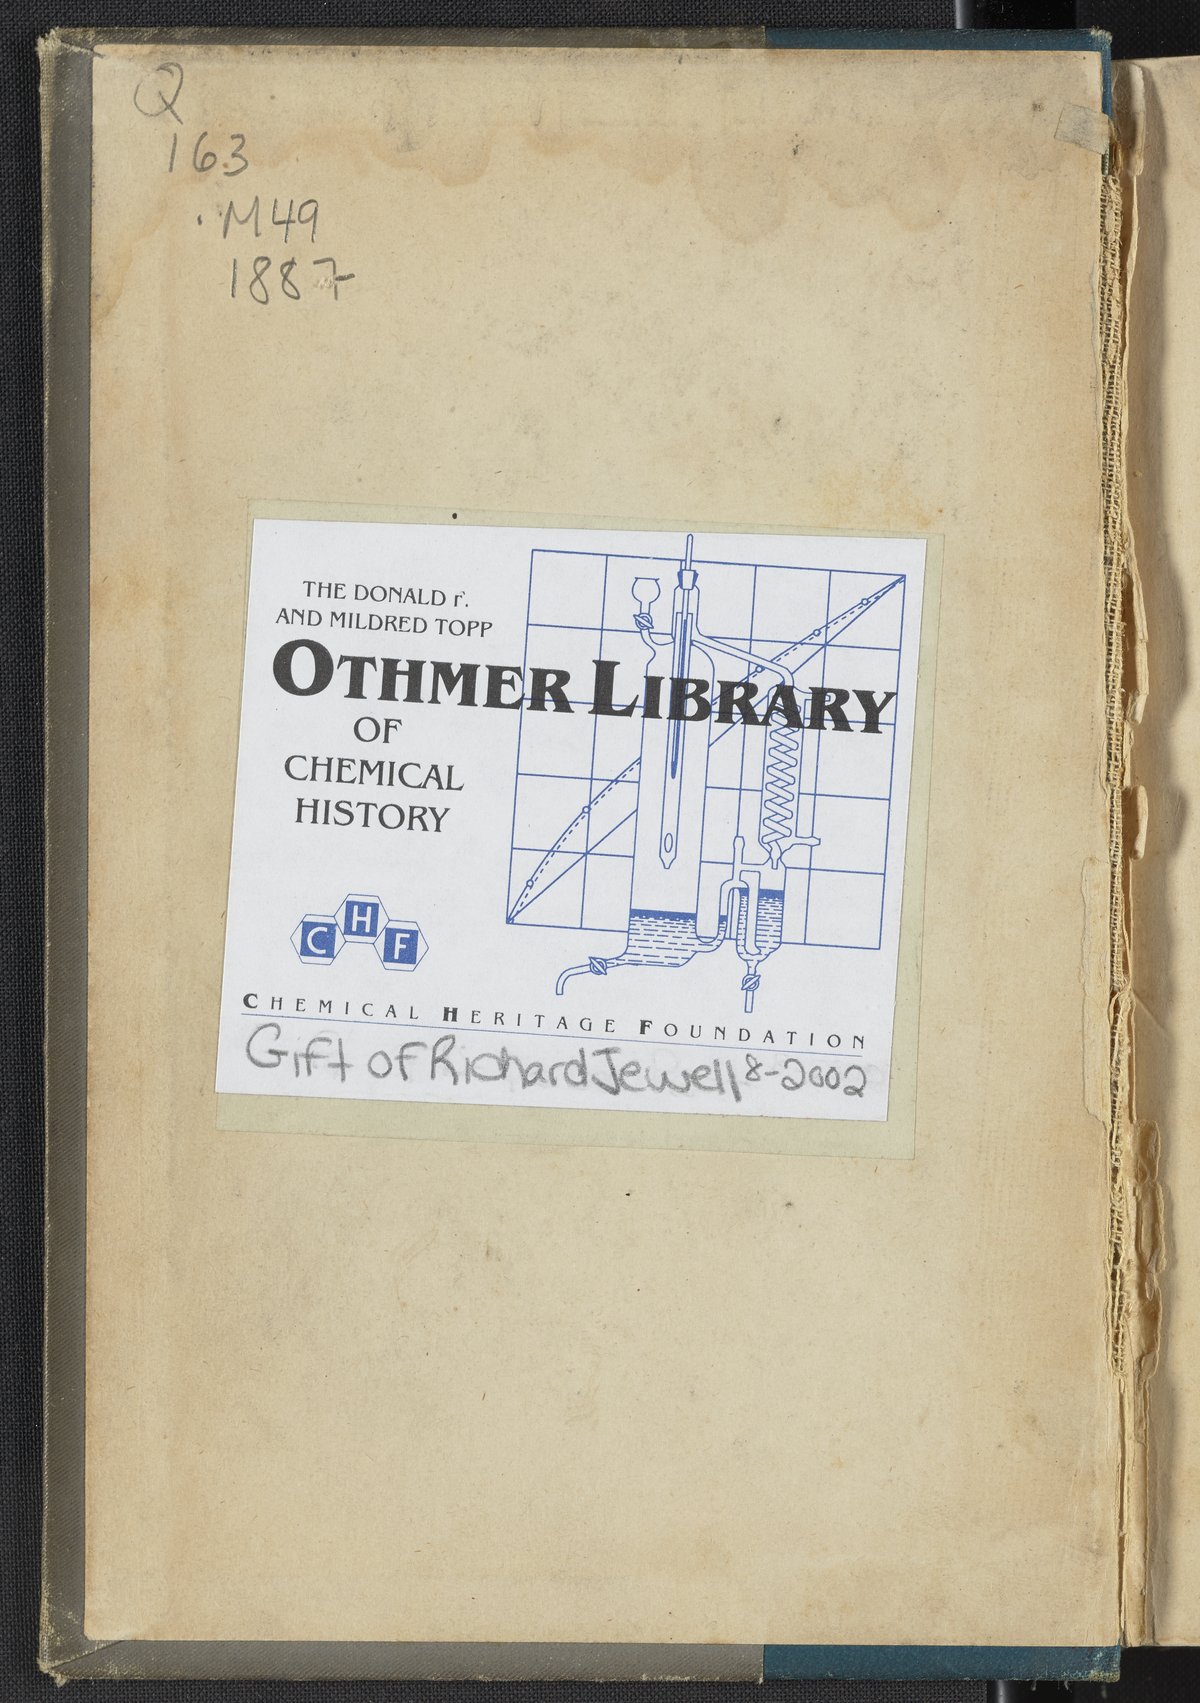 Q
163
.M49
1887
THE DONALD F.
AND MILDRED TOPP
OTHMER LIBRARY
OF
CHEMICAL
HISTORY
C H F
CHEMICAL HERITAGE FOUNDATION
Gift of Richard Jewell 8-2002